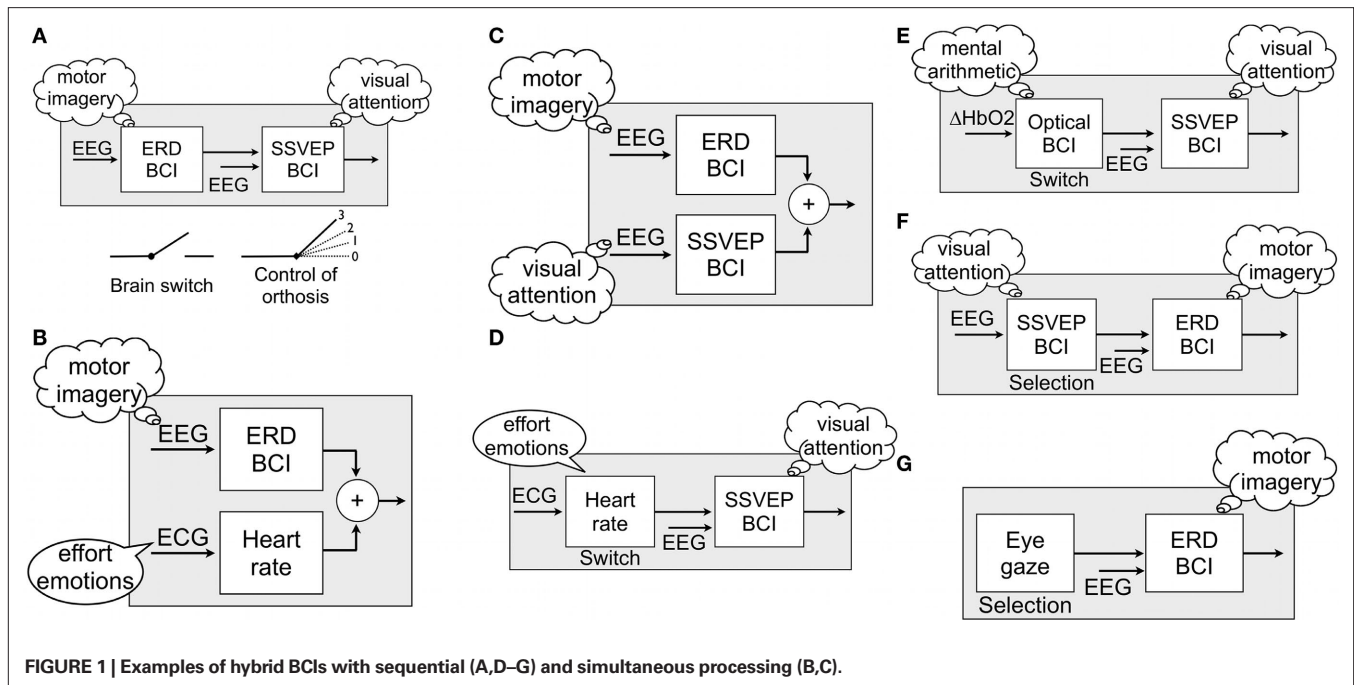 A
motor
imagery
visual
attention
EEG
ERD
BCI
EEG
SSVEP
BCI
Brain switch
3
2
1
0
Control of
orthosis
B
motor
imagery
EEG
ERD
BCI
+
effort
emotions
ECG
Heart
rate
C
motor
imagery
EEG
ERD
BCI
+
visual
attention
EEG
SSVEP
BCI
D
effort
emotions
visual
attention
ECG
Heart
rate
Switch
EEG
SSVEP
BCI
E
mental
arithmetic
visual
attention
ΔHbO2
Optical
BCI
Switch
EEG
SSVEP
BCI
F
visual
attention
motor
imagery
EEG
SSVEP
BCI
Selection
EEG
ERD
BCI
G
motor
imagery
Eye
gaze
Selection
EEG
ERD
BCI
FIGURE 1 | Examples of hybrid BCIs with sequential (A,D–G) and simultaneous processing (B,C).